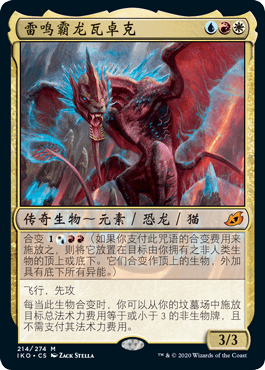 雷鸣霸龙瓦卓克
传奇生物～元素／恐龙／猫
合变 1 （如果你支付此咒语的合变费用来
施放之，则将它放置在目标由你拥有之非人类生
物的顶上或底下。它们合变作顶上的生物，外加
具有在底下所有异能。）
飞行，先攻
每当此生物合变时，你可以从你的坟墓场中施放
目标总法术力费用等于或小于 3 的非生物牌，且
不需支付其法术力费用。
3/3
214/274 M
IKO • CS ZACK STELLA
™ & © 2020 Wizards of the Coast